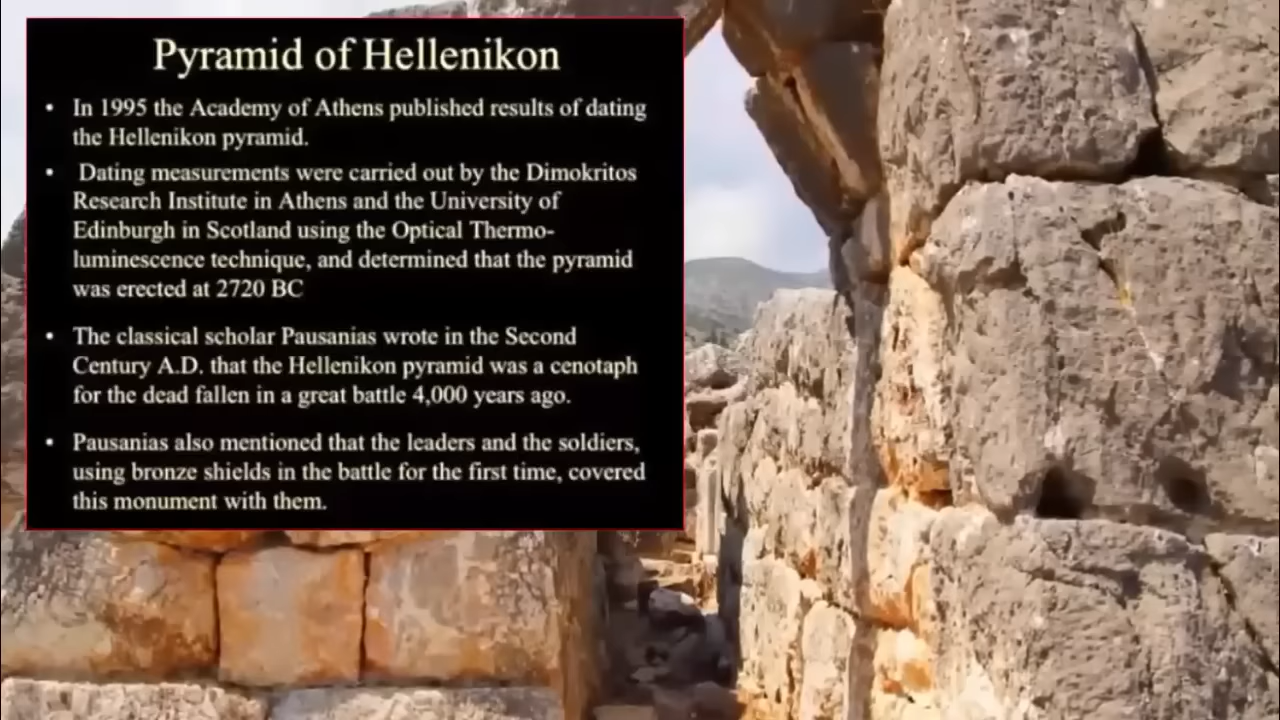 Pyramid of Hellenikon
• In 1995 the Academy of Athens published results of dating
the Hellenikon pyramid.
• Dating measurements were carried out by the Dimokritos
Research Institute in Athens and the University of
Edinburgh in Scotland using the Optical Thermo-
luminescence technique, and determined that the pyramid
was erected at 2720 BC
• The classical scholar Pausanias wrote in the Second
Century A.D. that the Hellenikon pyramid was a cenotaph
for the dead fallen in a great battle 4,000 years ago.
• Pausanias also mentioned that the leaders and the soldiers,
using bronze shields in the battle for the first time, covered
this monument with them.